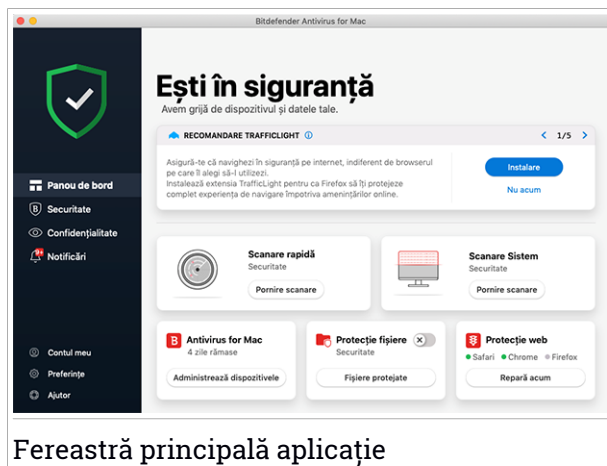 Bitdefender Antivirus for Mac
Ești în siguranță
Avem grijă de dispozitivul și datele tale.
RECOMANDARE TRAFFICLIGHT
1/5
Asigură-te că navighezi în siguranță pe internet, indiferent de browserul
pe care îl alegi să-l utilizezi.
Instalează extensia TrafficLight pentru ca Firefox să îți protejeze
complet experiența de navigare împotriva amenințărilor online.
Instalare
Nu acum
Panou de bord
Securitate
Confidențialitate
9+
Notificări
Contul meu
Preferințe
Ajutor
Scanare rapidă
Securitate
Pornire scanare
Scanare Sistem
Securitate
Pornire scanare
B
Antivirus for Mac
4 zile rămase
Administrează dispozitivele
Protecție fișiere
Securitate
Fișiere protejate
Protecție web
Safari Chrome Firefox
Repară acum
Fereastră principală aplicație